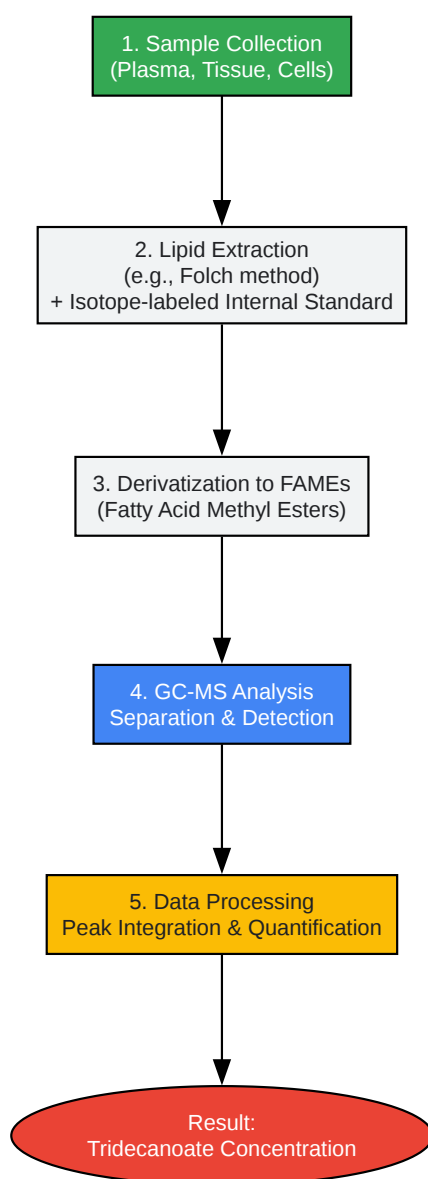 1. Sample Collection
(Plasma, Tissue, Cells)
2. Lipid Extraction
(e.g., Folch method)
+ Isotope-labeled Internal Standard
3. Derivatization to FAMEs
(Fatty Acid Methyl Esters)
4. GC-MS Analysis
Separation & Detection
5. Data Processing
Peak Integration & Quantification
Result:
Tridecanoate Concentration